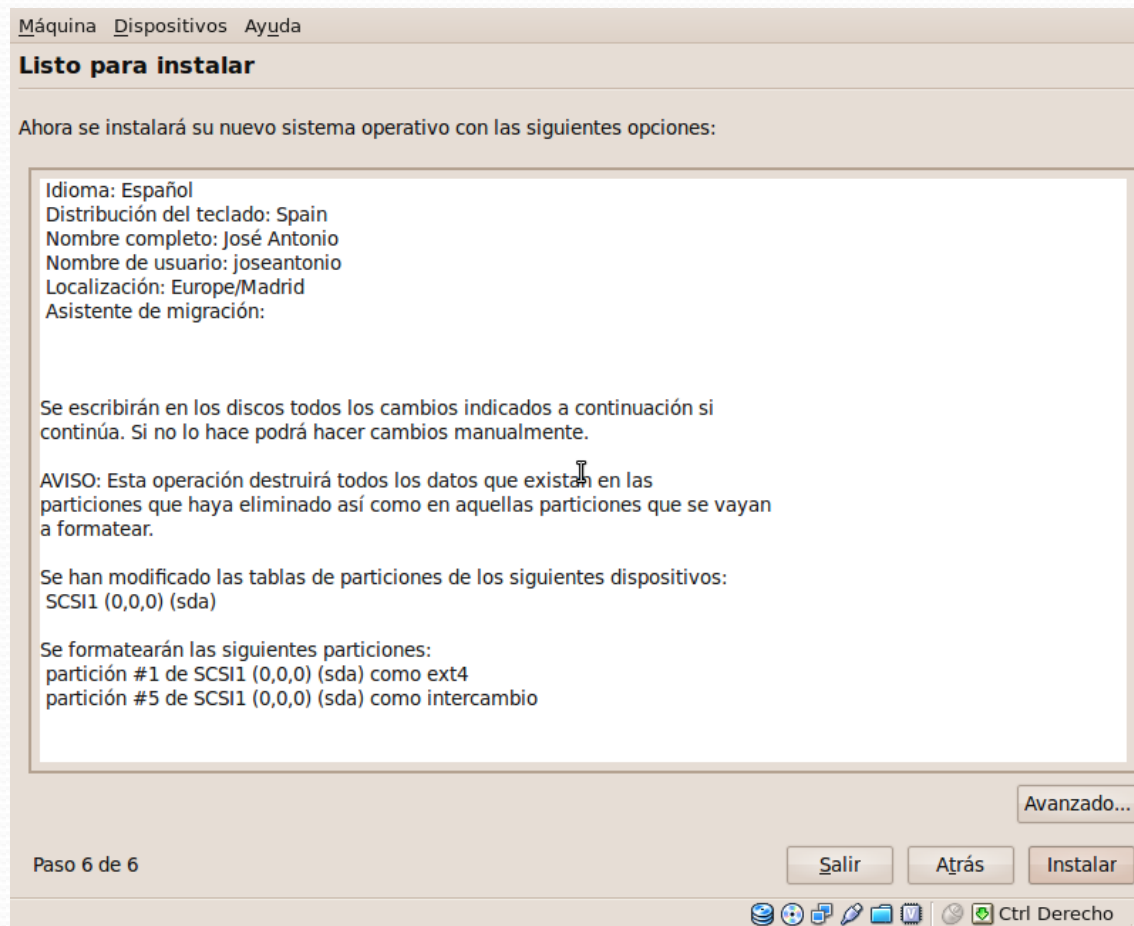 Máquina Dispositivos Ayuda
Listo para instalar
Ahora se instalará su nuevo sistema operativo con las siguientes opciones:
Idioma: Español
Distribución del teclado: Spain
Nombre completo: José Antonio
Nombre de usuario: joseantonio
Localización: Europe/Madrid
Asistente de migración:
Se escribirán en los discos todos los cambios indicados a continuación si
continúa. Si no lo hace podrá hacer cambios manualmente.
AVISO: Esta operación destruirá todos los datos que existan en las
particiones que haya eliminado así como en aquellas particiones que se vayan
a formatear.
Se han modificado las tablas de particiones de los siguientes dispositivos:
SCSI1 (0,0,0) (sda)
Se formatearán las siguientes particiones:
partición #1 de SCSI1 (0,0,0) (sda) como ext4
partición #5 de SCSI1 (0,0,0) (sda) como intercambio
Avanzado...
Paso 6 de 6 Salir Atrás Instalar
Ctrl Derecho